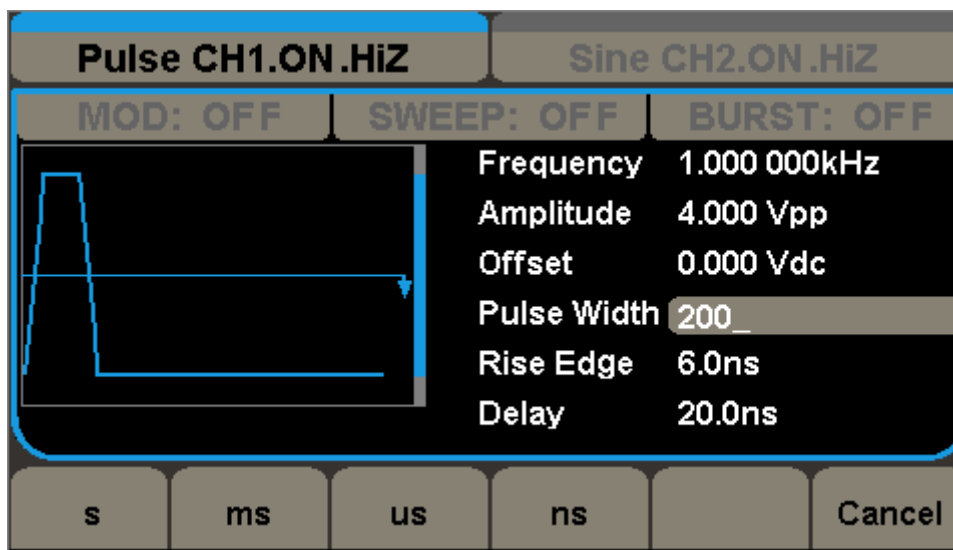 Pulse CH1.ON.HiZ
Sine CH2.ON.HiZ
MOD: OFF
SWEEP: OFF
BURST: OFF
Frequency 1.000 000kHz
Amplitude 4.000 Vpp
Offset 0.000 Vdc
Pulse Width 200_
Rise Edge 6.0ns
Delay 20.0ns
s
ms
us
ns
Cancel